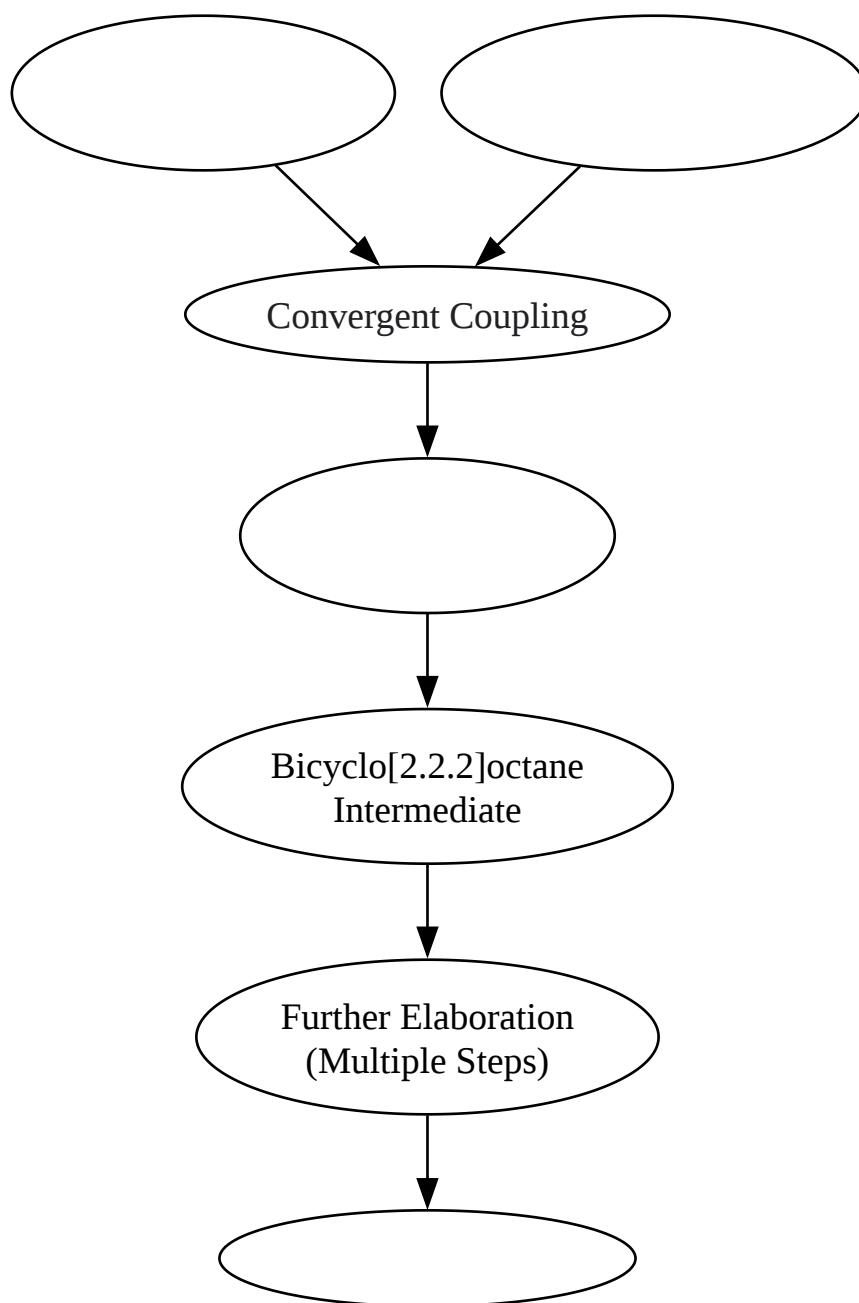 Convergent Coupling
Bicyclo[2.2.2]octane
Intermediate
Further Elaboration
(Multiple Steps)